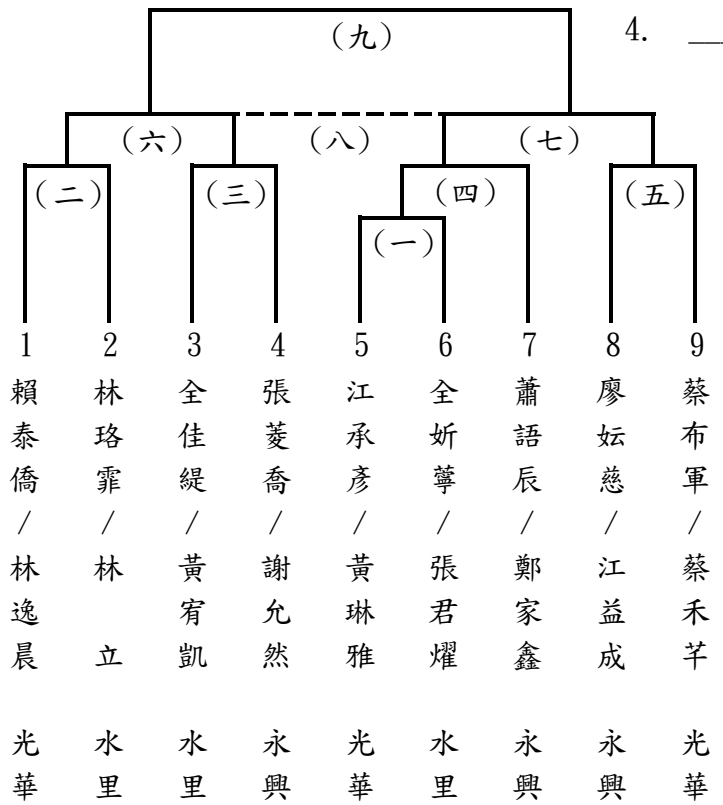 (九)
4. __
(六) (八) (七)
(二) (三) (四) (五)
(一)
1 2 3 4 5 6 7 8 9
賴泰僑/林逸晨 光華
林珞霏/林立 水里
全佳緹/黃宥凱 水里
張菱喬/謝允然 永興
江承彥/黃琳雅 光華
全妡薴/張君燿 水里
蕭語辰/鄭家鑫 永興
廖妘慈/江益成 永興
蔡布軍/蔡禾芊 光華